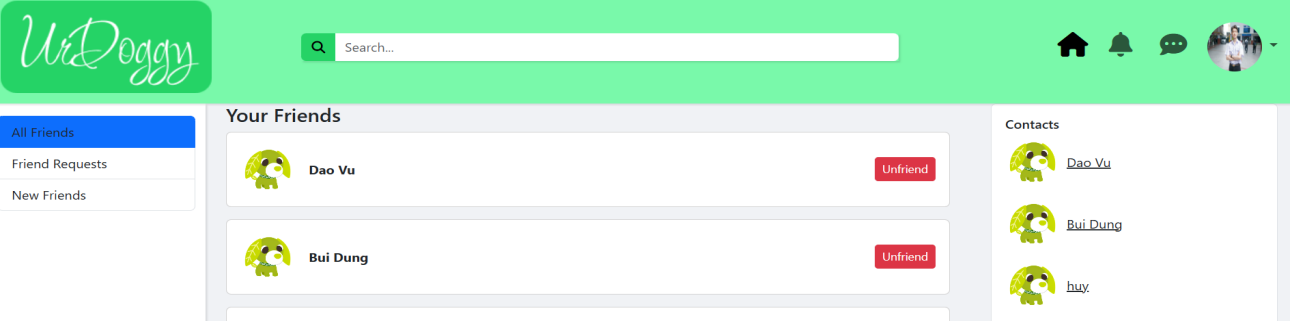 UrDoggy
Search...
All Friends
Friend Requests
New Friends
Your Friends
Dao Vu
Unfriend
Bui Dung
Unfriend
Contacts
Dao Vu
Bui Dung
huy